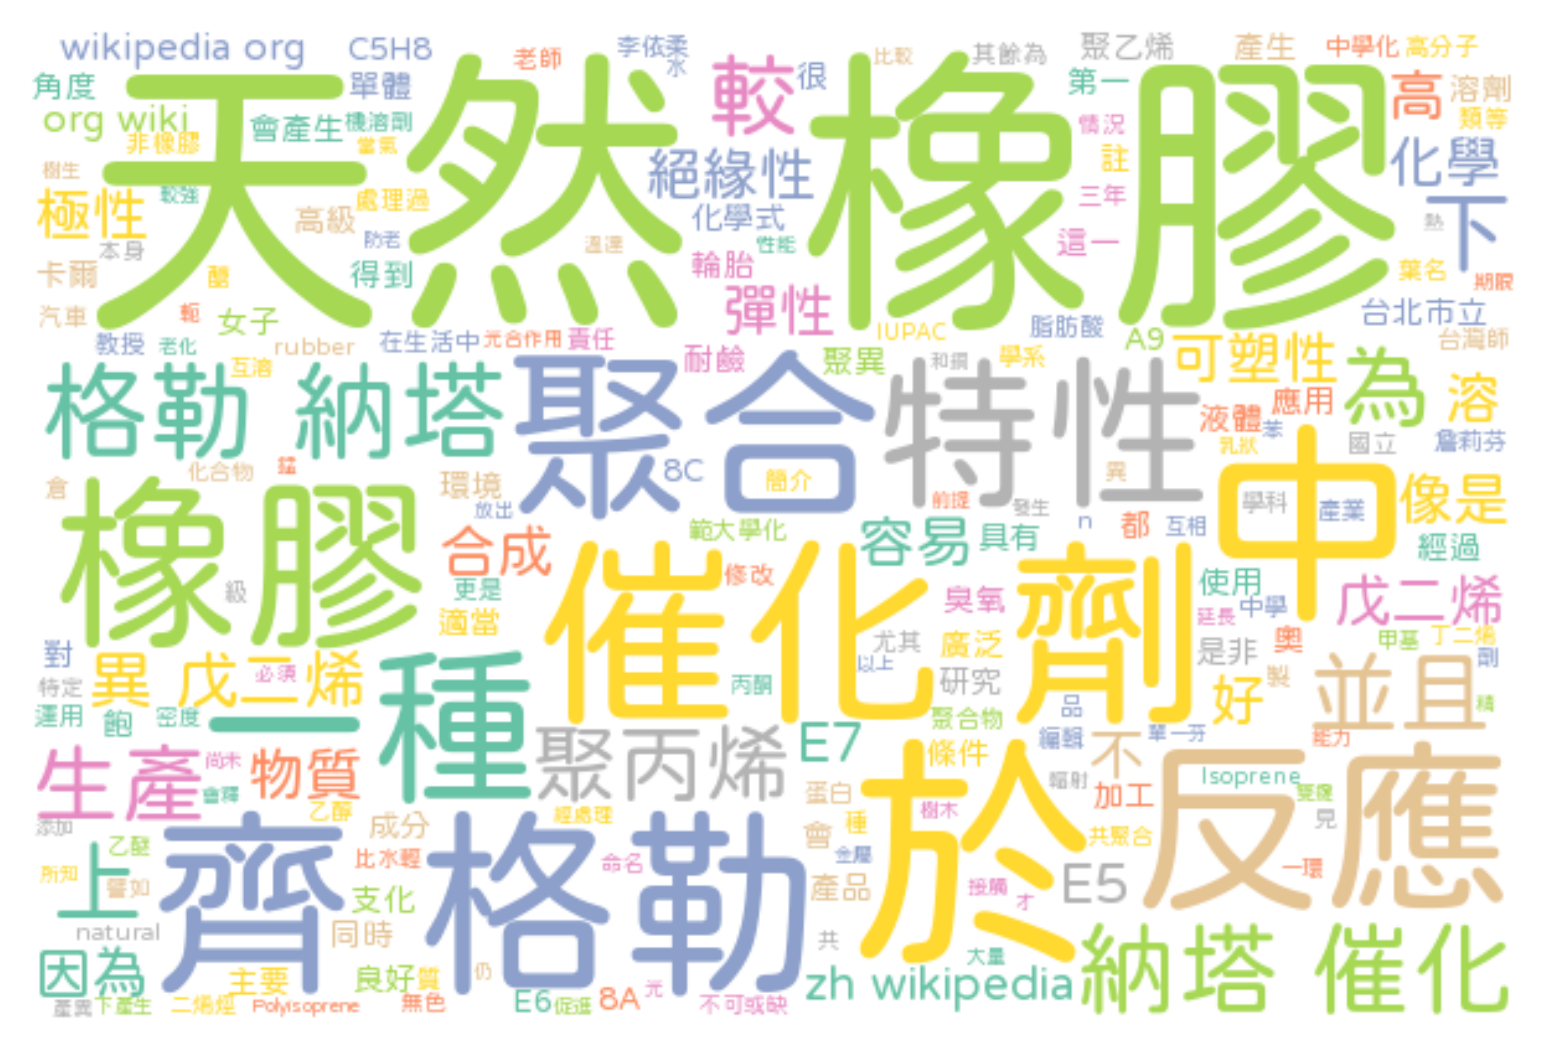 wikipedia org C5H8 老師 李依柔 水 比較 其餘為 聚乙烯 產生 中學化 高分子
角度 單體 較 很 第一 高 溶劑
天然橡膠
org wiki 會產生 機溶劑 情況 類等
非橡膠 當氣 絕緣性 註 化學
樹生 較強 三年
極性 高級 處理過 化學式 下 熱
本身 防老 溫達 性能 這一
卡爾 得到 輪胎 葉名 期限
汽車 軛 女子 彈性 IUPAC 脂肪酸 台北市立
教授 老化 rubber 在生活中 元合作用 責任 A9 可塑性 台灣師
互溶 耐鹼 聚異 和鋼 學系 為 溶
格勒 納塔 聚合 特性 液體 應用
苯 乳狀 國立 詹莉芬
倉 化合物 錳 環境 8C 簡介 異 中 像是
橡膠 放出 前提 發生 學科 產業
合成 範大學化 容易 具有 n 都 互相 經過
級 更是 催化劑 修改 臭氧 使用 中學 戊二烯
適當 延長
對 異 戊二烯 必須 尤其 廣泛 是非 奧 甲基 丁二烯 劑
特定 一種 丙酮 以上 研究 好 製 並且 精
運用 飽 密度 聚合物 品 編輯 單一芬 能力
生產 尚未 會釋 物質 聚丙烯 E7 條件 不 Isoprene
乙醇 輻射 加工 雙鍵
添加 成分 經處理 蛋白 樹木 反應 見
乙醚 齊格勒 會 種 於 共聚合
所知 上 比水輕 命名 金屬 一環
譬如 支化 產品 接觸 才 E5
natural 同時 共 大量
因為 主要 良好 質 仍 zh wikipedia 納塔 催化
產異 下產生 二烯烴 Polyisoprene 無色 E6 促進 8A 元 不可或缺